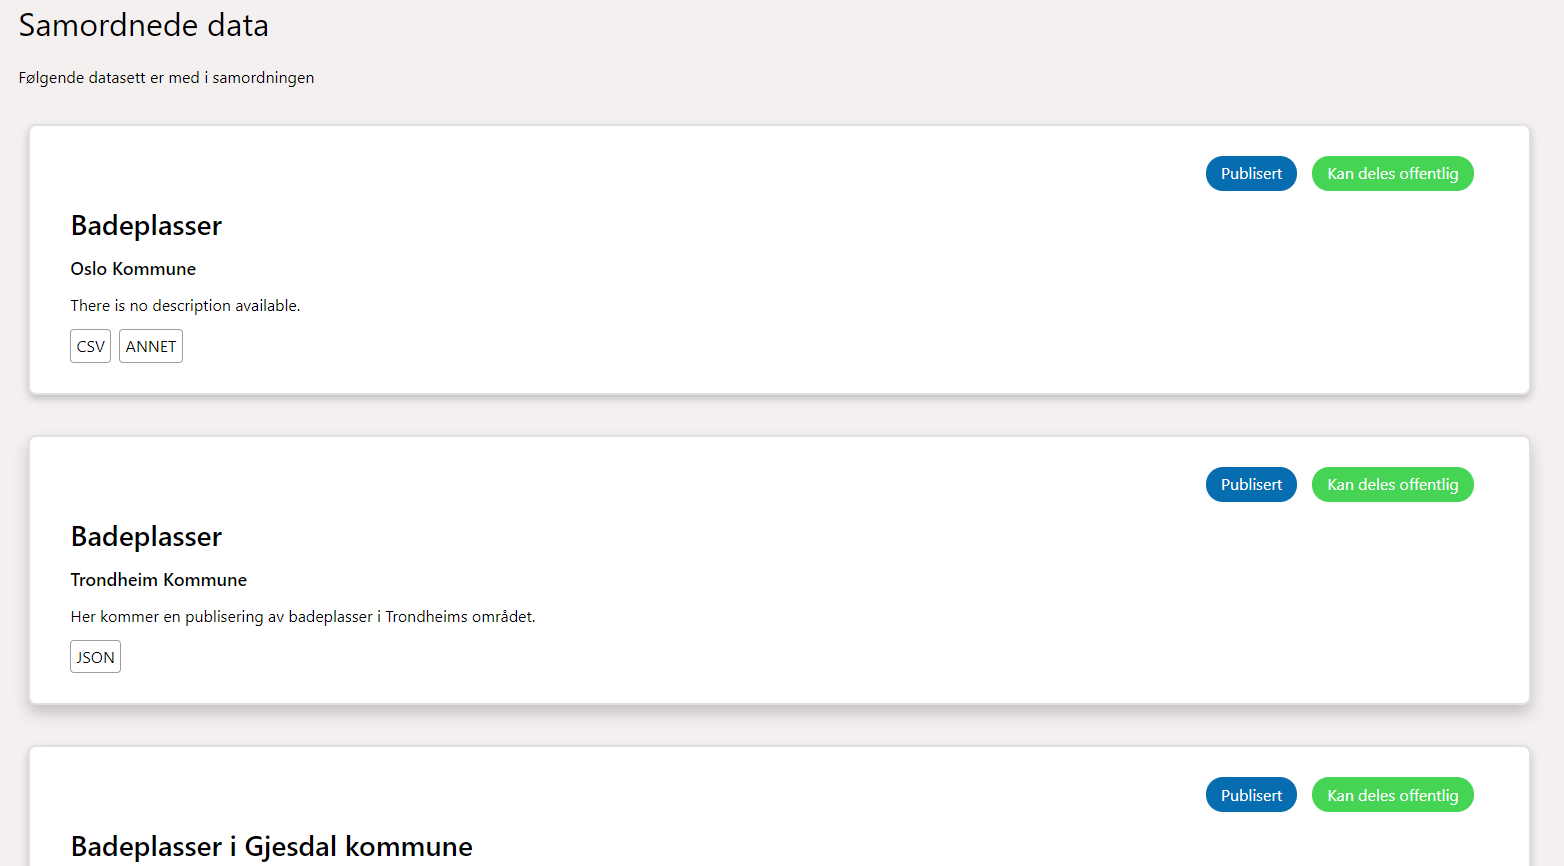 Samordnede data
Følgende datasett er med i samordningen
Publisert Kan deles offentlig
Badeplasser
Oslo Kommune
There is no description available.
CSV ANNET
Publisert Kan deles offentlig
Badeplasser
Trondheim Kommune
Her kommer en publisering av badeplasser i Trondheims området.
JSON
Publisert Kan deles offentlig
Badeplasser i Gjesdal kommune